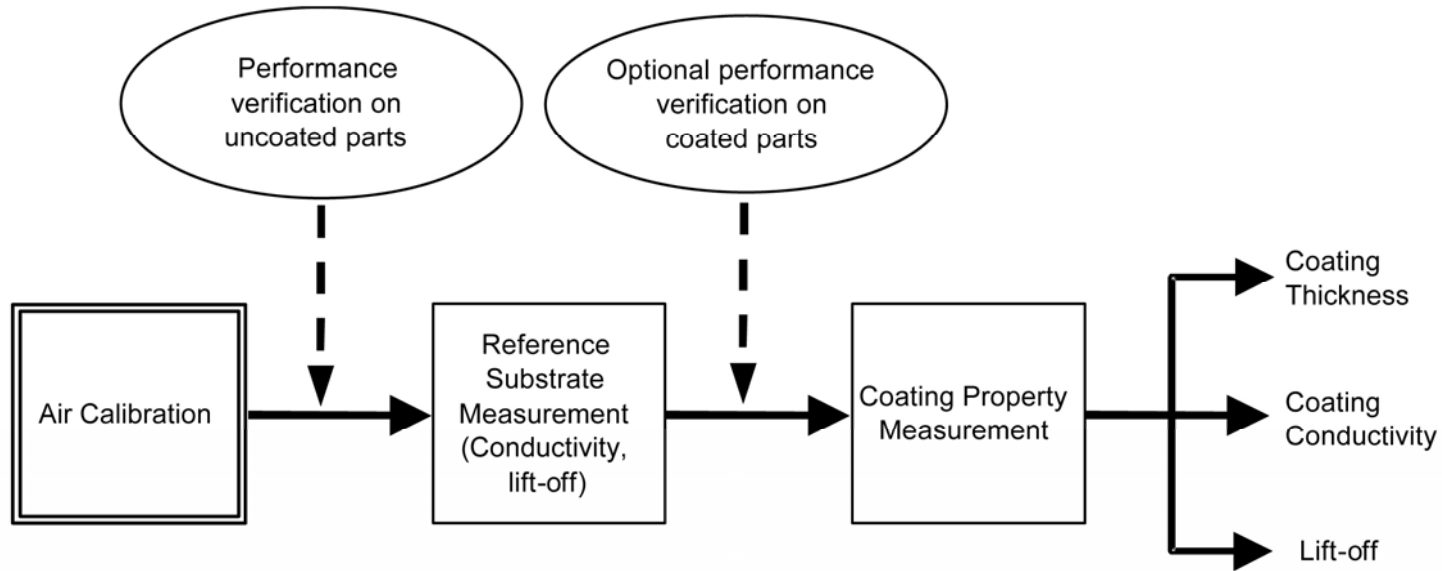 Performance
verification on
uncoated parts
Optional performance
verification on
coated parts
Air Calibration
Reference
Substrate
Measurement
(Conductivity,
lift-off)
Coating Property
Measurement
Coating
Thickness
Coating
Conductivity
Lift-off